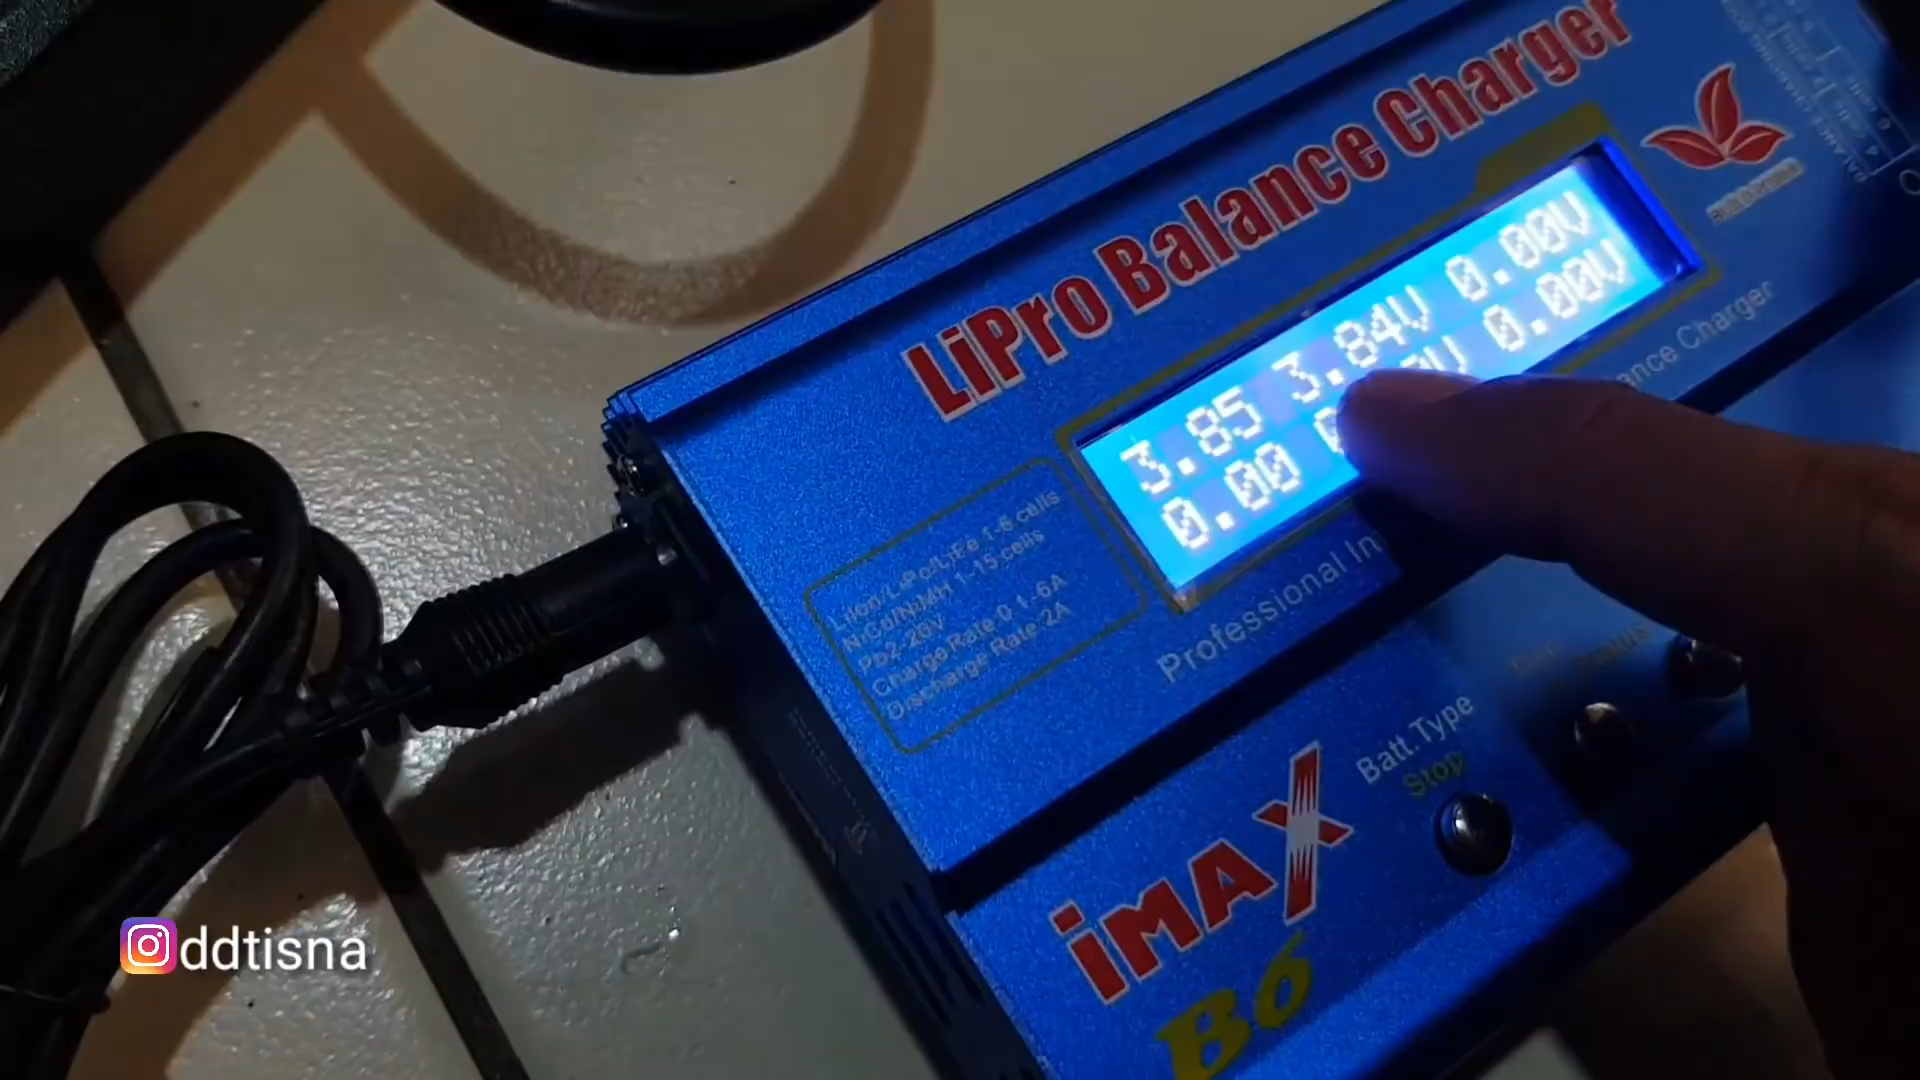 LiPro Balance Charger
3.85 3.84V 0.00V
0.00 0.00V
LiIon/LiPo/LiFe 1-6 cells
NiCd/NiMH 1-15 cells
Pb2-20V
Charge Rate:0.1-6A
Discharge Rate:2A
Professional
ance Charger
Batt.Type
Stop
iMAX
B6
ddtisna